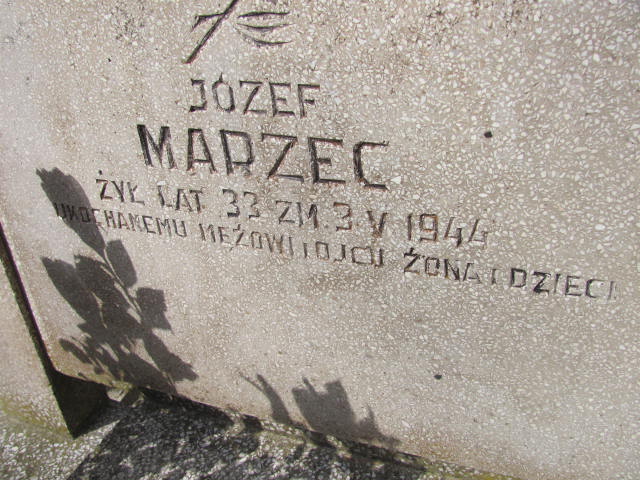 JÓZEF
MARZEC
ŻYŁ LAT 33 ZM. 3 V 1944
UKOCHANEMU MĘŻOWI I OJCU ŻONA I DZIECI